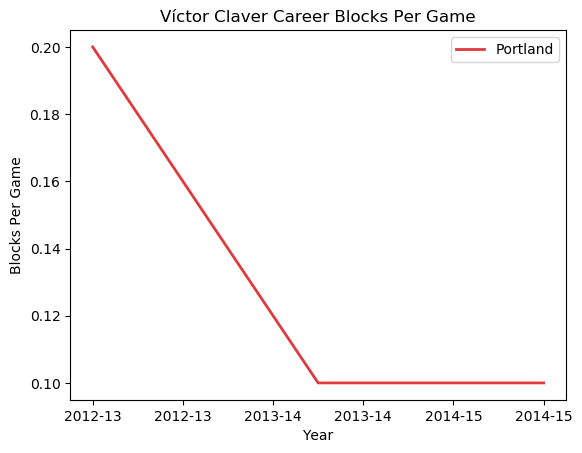 Víctor Claver Career Blocks Per Game
Portland
Blocks Per Game
0.20
0.18
0.16
0.14
0.12
0.10
2012-13 2012-13 2013-14 2013-14 2014-15 2014-15
Year